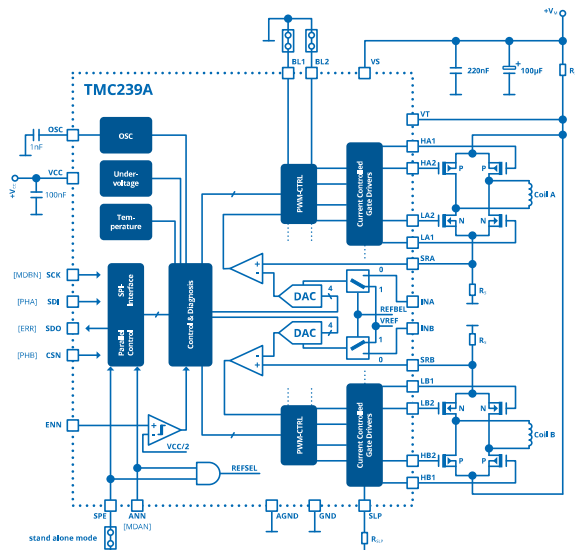 +VM
BL1
BL2
VS
220nF
100µF
R
TMC239A
VT
OSC
1nF
OSC
HA1
HA2
P
P
VCC
+VCC
100nF
Under-
voltage
PWM-CTRL
Current Controlled
Gate Drivers
Coil A
Tem-
perature
LA2
N
N
LA1
SRA
+
-
0
[MDBN] SCK
SPI-
Interface
Parallel
Control
Control & Diagnosis
DAC
4
4
1
INA
RS
[PHA] SDI
REFBEL
VREF
[ERR] SDO
DAC
4
INB
RS
[PHB] CSN
1
+
-
0
SRB
LB1
LB2
N
N
ENN
+
-
VCC/2
PWM-CTRL
Current Controlled
Gate Drivers
Coil B
HB2
P
P
REFSEL
HB1
SPE
ANN
[MDAN]
AGND
GND
SLP
stand alone mode
RSLP